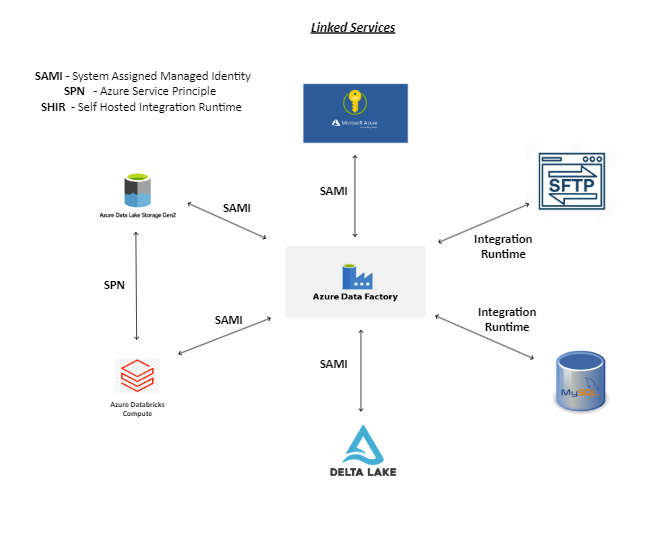 Linked Services
SAMI - System Assigned Managed Identity
SPN - Azure Service Principle
SHIR - Self Hosted Integration Runtime
Microsoft Azure
SAMI
SFTP
Azure Data Lake Storage Gen2
SAMI
Integration
Runtime
SPN
Azure Data Factory
SAMI
Integration
Runtime
SAMI
MySQL
Azure Databricks
Compute
DELTA LAKE